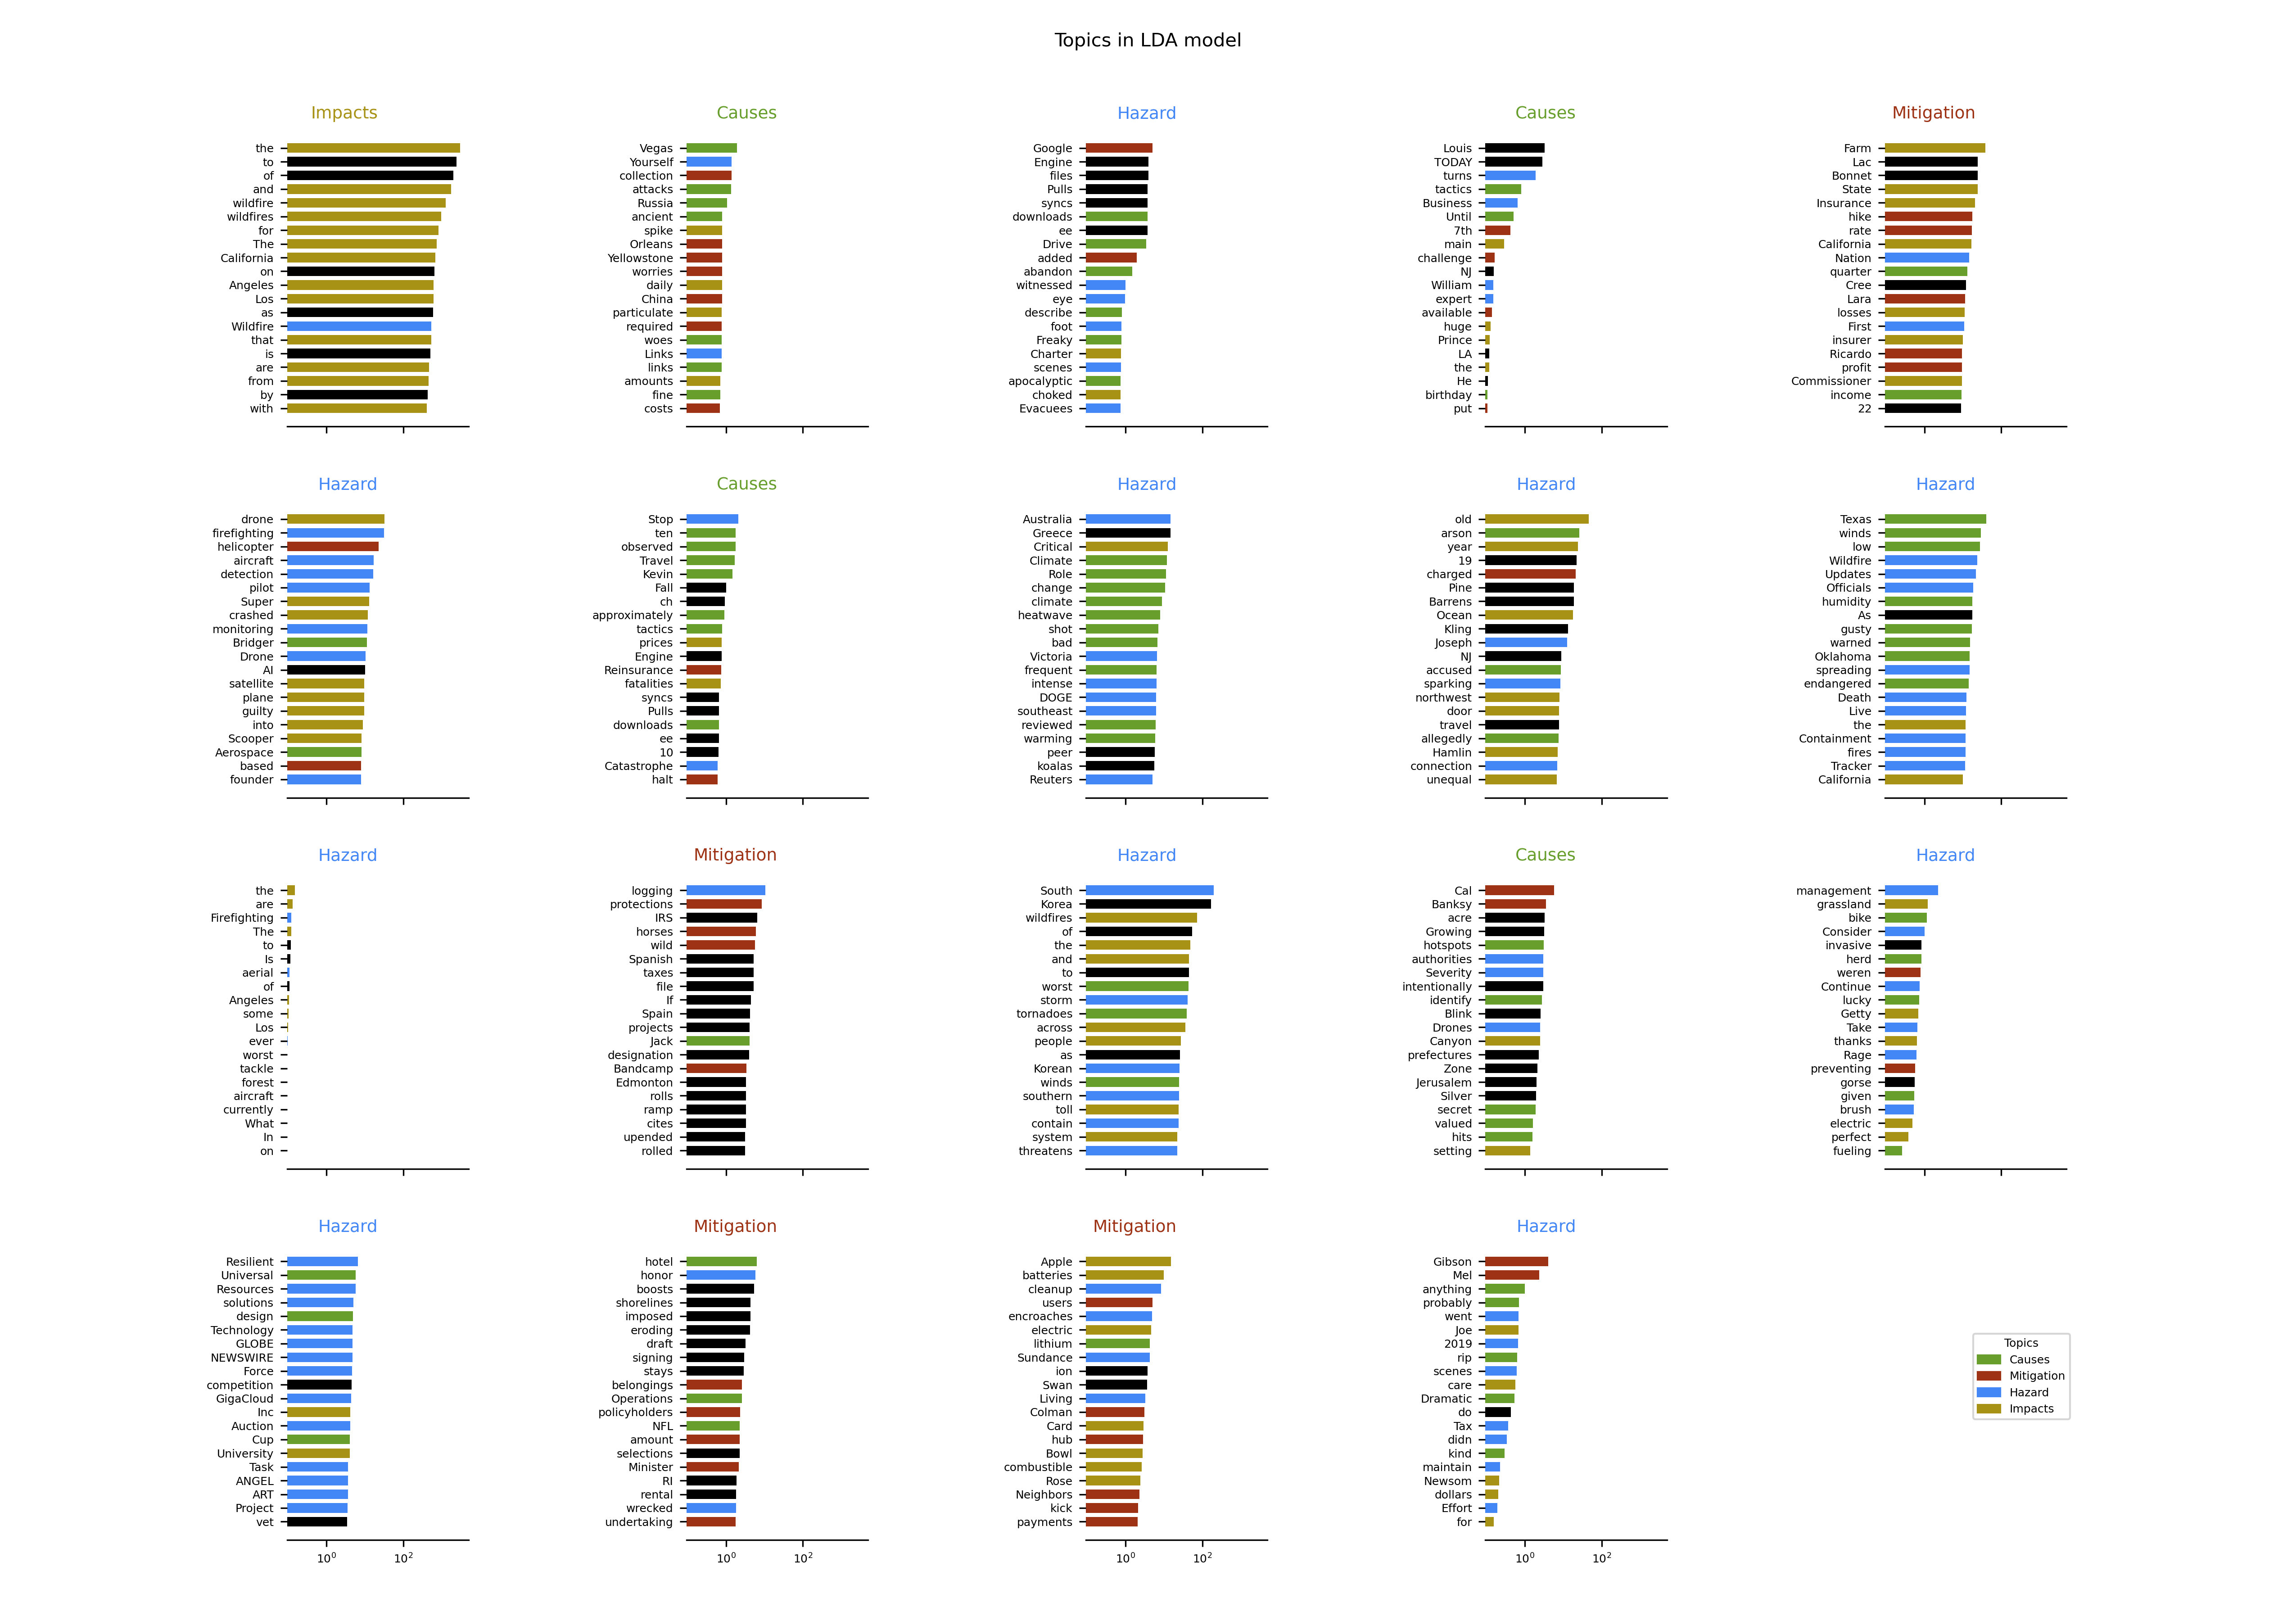 Topics in LDA model
Impacts
the
to
of
and
wildfire
wildfires
for
The
California
on
Angeles
Los
as
Wildfire
that
is
are
from
by
with
Causes
Vegas
Yourself
collection
attacks
Russia
ancient
spike
Orleans
Yellowstone
worries
daily
China
particulate
required
woes
Links
links
amounts
fine
costs
Hazard
Google
Engine
files
Pulls
syncs
downloads
ee
Drive
added
abandon
witnessed
eye
describe
foot
Freaky
Charter
scenes
apocalyptic
choked
Evacuees
Causes
Louis
TODAY
turns
tactics
Business
Until
7th
main
challenge
NJ
William
expert
available
huge
Prince
LA
the
He
birthday
put
Mitigation
Farm
Lac
Bonnet
State
Insurance
hike
rate
California
Nation
quarter
Cree
Lara
losses
First
insurer
Ricardo
profit
Commissioner
income
22
Hazard
drone
firefighting
helicopter
aircraft
detection
pilot
Super
crashed
monitoring
Bridger
Drone
AI
satellite
plane
guilty
into
Scooper
Aerospace
based
founder
Causes
Stop
ten
observed
Travel
Kevin
Fall
ch
approximately
tactics
prices
Engine
Reinsurance
fatalities
syncs
Pulls
downloads
ee
10
Catastrophe
halt
Hazard
Australia
Greece
Critical
Climate
Role
change
climate
heatwave
shot
bad
Victoria
frequent
intense
DOGE
southeast
reviewed
warming
peer
koalas
Reuters
Hazard
old
arson
year
19
charged
Pine
Barrens
Ocean
Kling
Joseph
NJ
accused
sparking
northwest
door
travel
allegedly
Hamlin
connection
unequal
Hazard
Texas
winds
low
Wildfire
Updates
Officials
humidity
As
gusty
warned
Oklahoma
spreading
endangered
Death
Live
the
Containment
fires
Tracker
California
Hazard
the
are
Firefighting
The
to
Is
aerial
of
Angeles
some
Los
ever
worst
tackle
forest
aircraft
currently
What
In
on
Mitigation
logging
protections
IRS
horses
wild
Spanish
taxes
file
If
Spain
projects
Jack
designation
Bandcamp
Edmonton
rolls
ramp
cites
upended
rolled
Hazard
South
Korea
wildfires
of
the
and
to
worst
storm
tornadoes
across
people
as
Korean
winds
southern
toll
contain
system
threatens
Causes
Cal
Banksy
acre
Growing
hotspots
authorities
Severity
intentionally
identify
Blink
Drones
Canyon
prefectures
Zone
Jerusalem
Silver
secret
valued
hits
setting
Hazard
management
grassland
bike
Consider
invasive
herd
weren
Continue
lucky
Getty
Take
thanks
Rage
preventing
gorse
given
brush
electric
perfect
fueling
Hazard
Resilient
Universal
Resources
solutions
design
Technology
GLOBE
NEWSWIRE
Force
competition
GigaCloud
Inc
Auction
Cup
University
Task
ANGEL
ART
Project
vet
10⁰ 10²
Mitigation
hotel
honor
boosts
shorelines
imposed
eroding
draft
signing
stays
belongings
Operations
policyholders
NFL
amount
selections
Minister
RI
rental
wrecked
undertaking
10⁰ 10²
Mitigation
Apple
batteries
cleanup
users
encroaches
electric
lithium
Sundance
ion
Swan
Living
Colman
Card
hub
Bowl
combustible
Rose
Neighbors
kick
payments
10⁰ 10²
Hazard
Gibson
Mel
anything
probably
went
Joe
2019
rip
scenes
care
Dramatic
do
Tax
didn
kind
maintain
Newsom
dollars
Effort
for
10⁰ 10²
Topics
Causes
Mitigation
Hazard
Impacts